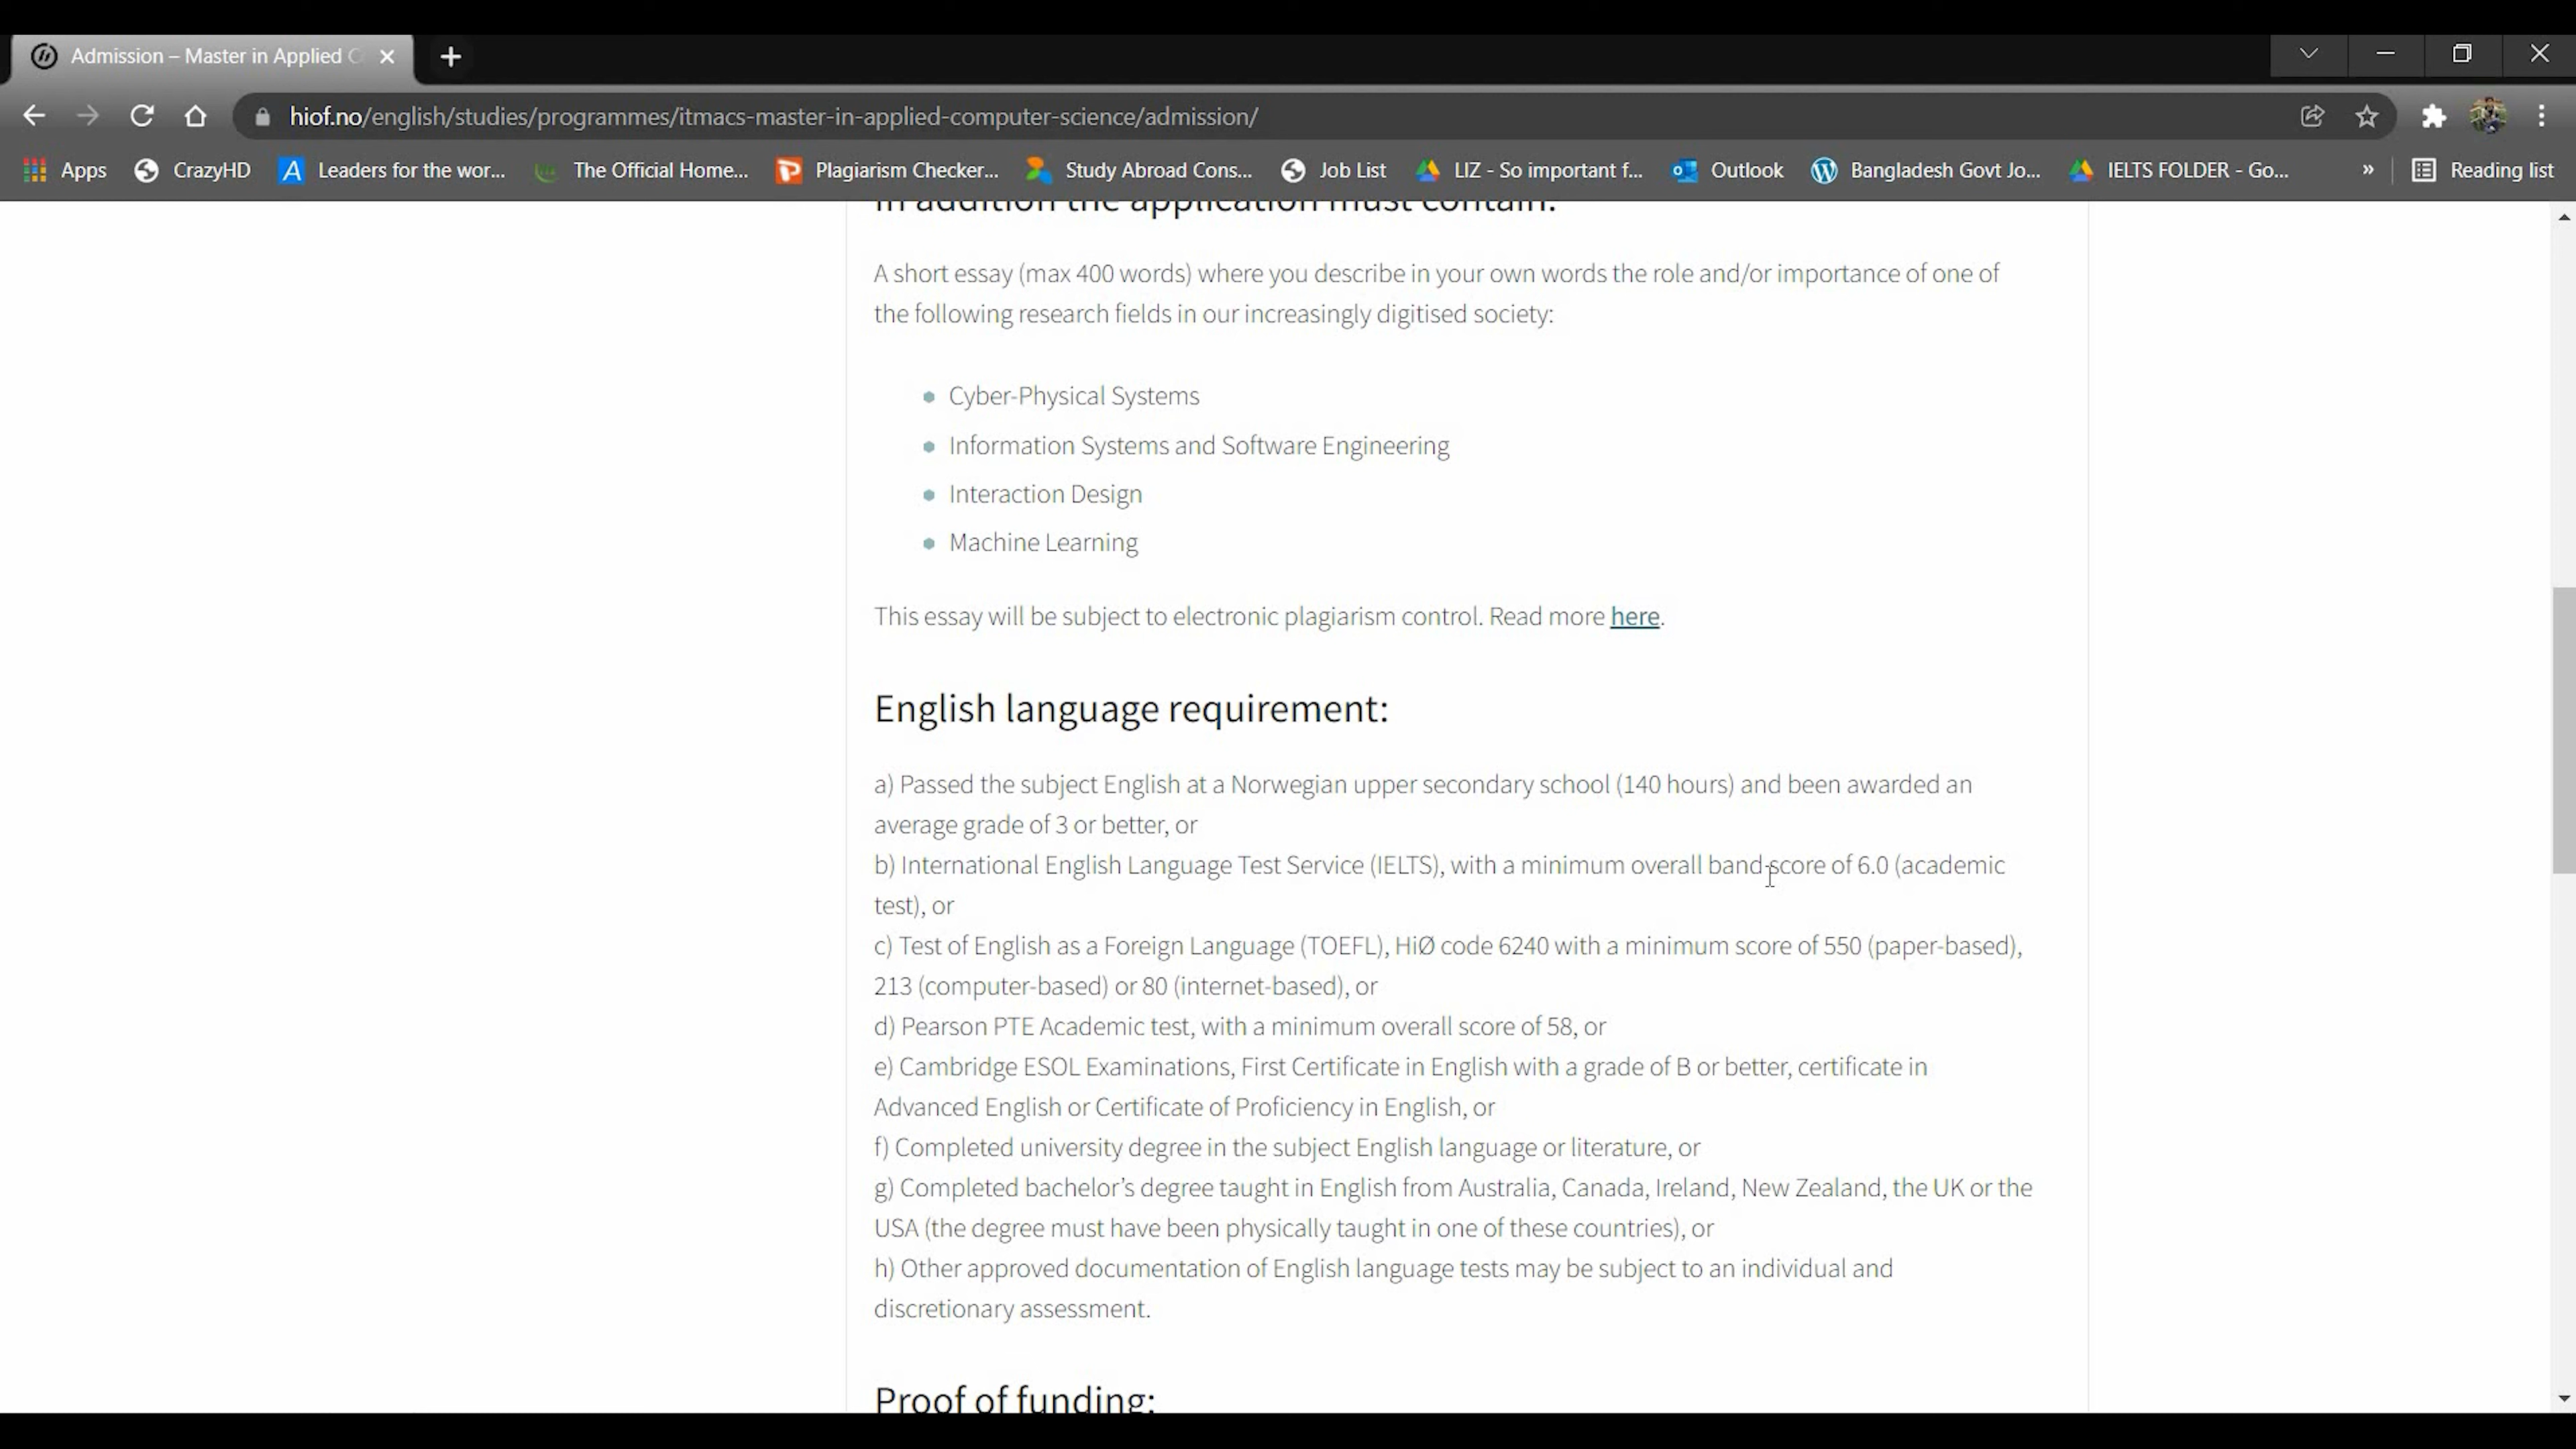 Admission – Master in Applied C
hiof.no/english/studies/programmes/itmacs-master-in-applied-computer-science/admission/
Apps CrazyHD Leaders for the wor... The Official Home... Plagiarism Checker... Study Abroad Cons... Job List LIZ - So important f... Outlook Bangladesh Govt Jo... IELTS FOLDER - Go... » Reading list
In addition the application must contain:
A short essay (max 400 words) where you describe in your own words the role and/or importance of one of
the following research fields in our increasingly digitised society:
Cyber-Physical Systems
Information Systems and Software Engineering
Interaction Design
Machine Learning
This essay will be subject to electronic plagiarism control. Read more here.
English language requirement:
a) Passed the subject English at a Norwegian upper secondary school (140 hours) and been awarded an
average grade of 3 or better, or
b) International English Language Test Service (IELTS), with a minimum overall band score of 6.0 (academic
test), or
c) Test of English as a Foreign Language (TOEFL), HiØ code 6240 with a minimum score of 550 (paper-based),
213 (computer-based) or 80 (internet-based), or
d) Pearson PTE Academic test, with a minimum overall score of 58, or
e) Cambridge ESOL Examinations, First Certificate in English with a grade of B or better, certificate in
Advanced English or Certificate of Proficiency in English, or
f) Completed university degree in the subject English language or literature, or
g) Completed bachelor’s degree taught in English from Australia, Canada, Ireland, New Zealand, the UK or the
USA (the degree must have been physically taught in one of these countries), or
h) Other approved documentation of English language tests may be subject to an individual and
discretionary assessment.
Proof of funding: